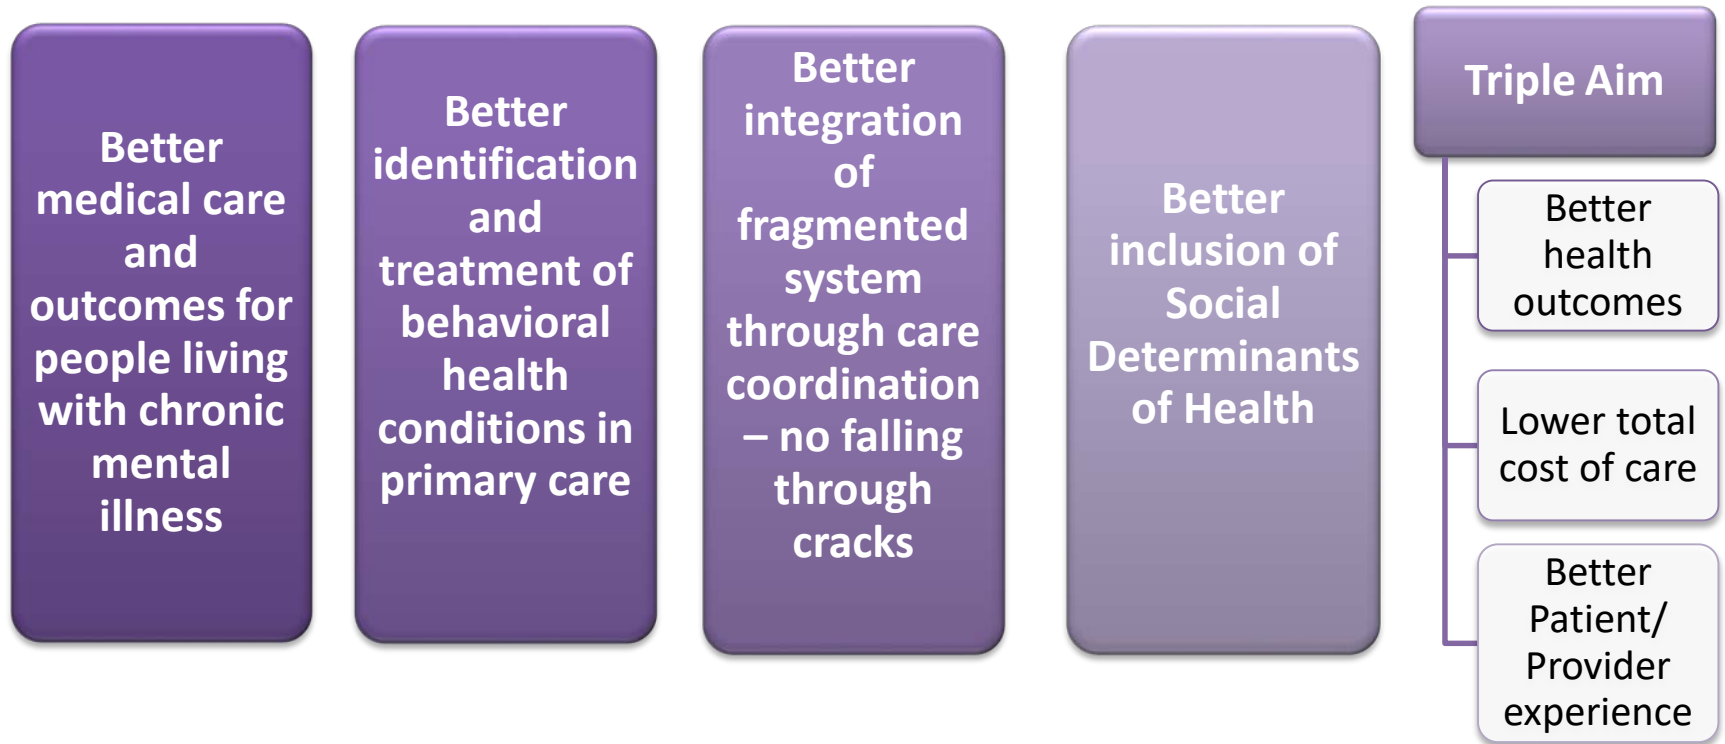 Better
medical care
and
outcomes for
people living
with chronic
mental
illness
Better
identification
and
treatment of
behavioral
health
conditions in
primary care
Better
integration
of
fragmented
system
through care
coordination
– no falling
through
cracks
Better
inclusion of
Social
Determinants
of Health
Triple Aim
Better
health
outcomes
Lower total
cost of care
Better
Patient/
Provider
experience